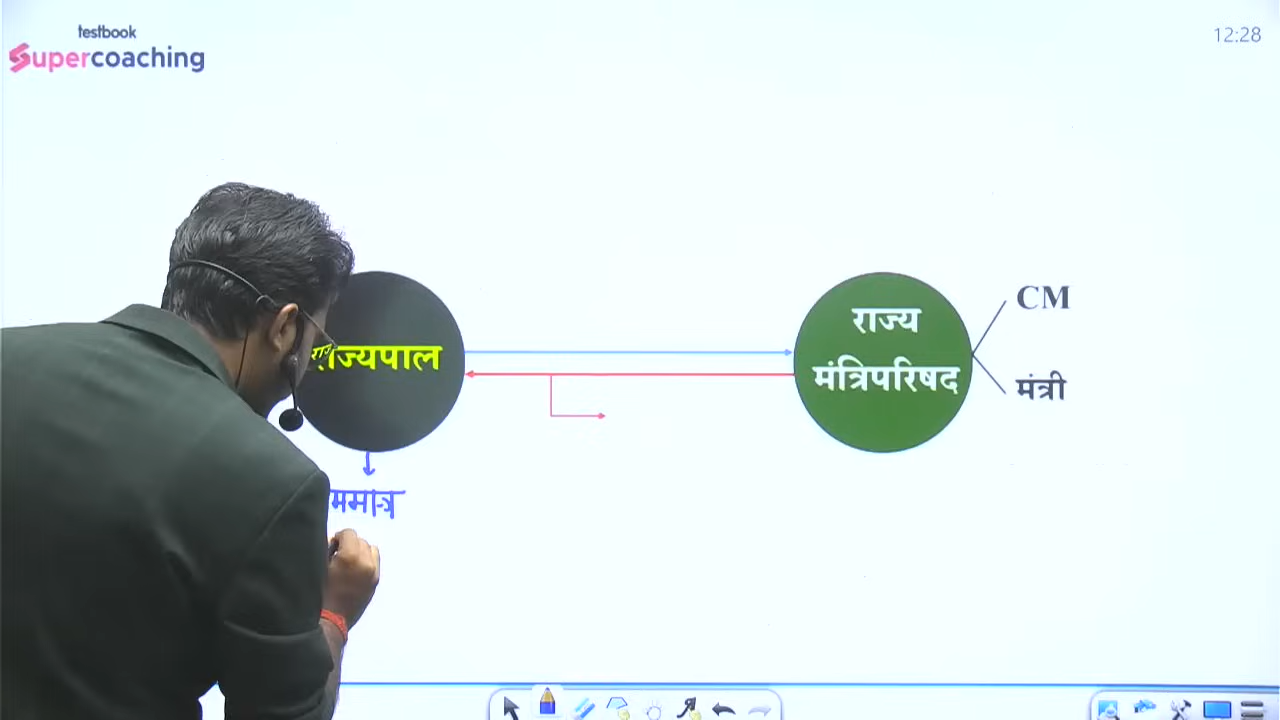 testbook
Supercoaching
12:28
राज्यपाल
राज्य
मंत्रिपरिषद
CM
मंत्री